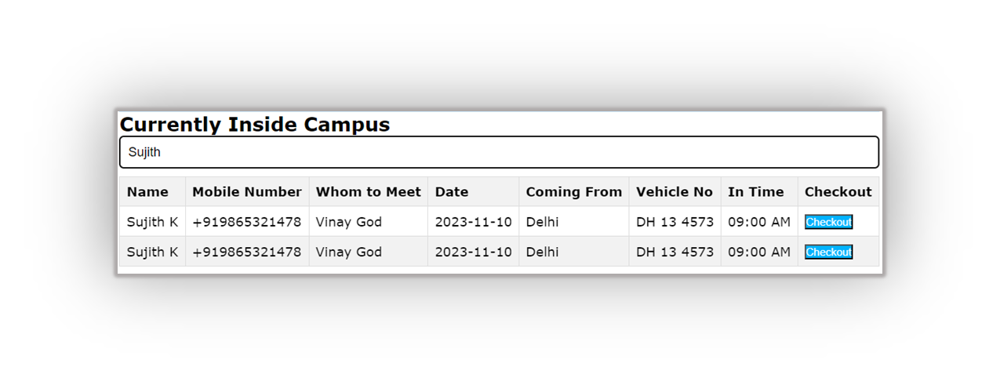 Currently Inside Campus
Sujith
Name Mobile Number Whom to Meet Date Coming From Vehicle No In Time Checkout
Sujith K +919865321478 Vinay God 2023-11-10 Delhi DH 13 4573 09:00 AM Checkout
Sujith K +919865321478 Vinay God 2023-11-10 Delhi DH 13 4573 09:00 AM Checkout